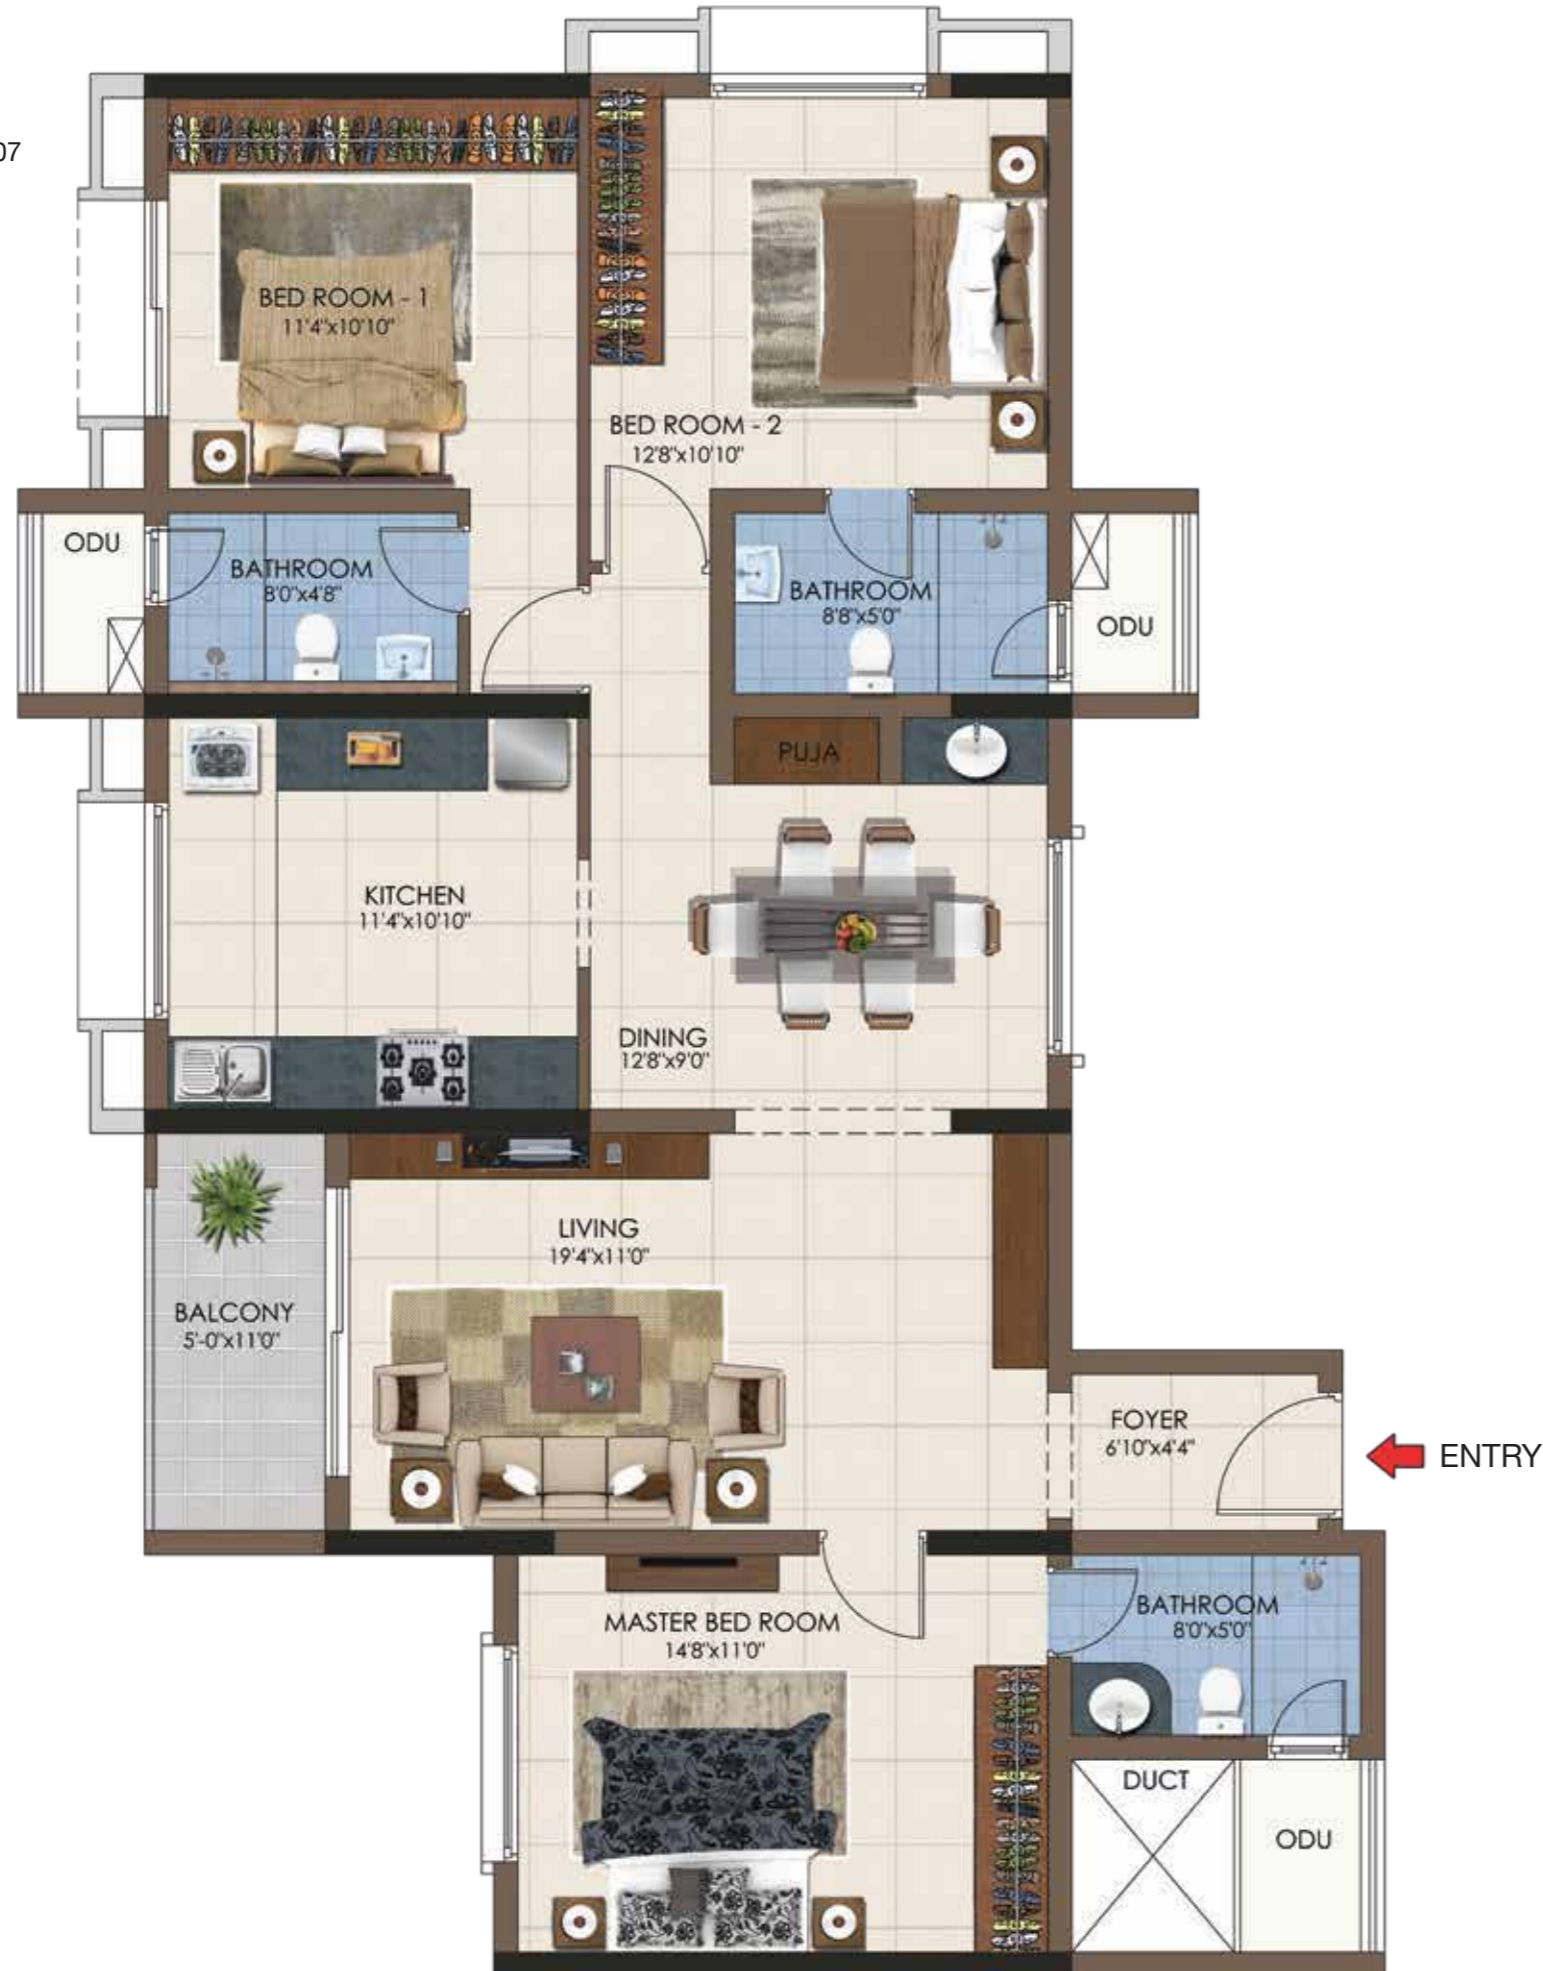 07
BED ROOM - 1
11'4"x10'10"
BED ROOM - 2
12'8"x10'10"
ODU
BATHROOM
8'0"x4'8"
BATHROOM
8'8"x5'0"
ODU
PUJA
KITCHEN
11'4"x10'10"
DINING
12'8"x9'0"
LIVING
19'4"x11'0"
BALCONY
5'-0"x11'0"
FOYER
6'10"x4'4"
ENTRY
MASTER BED ROOM
14'8"x11'0"
BATHROOM
8'0"x5'0"
DUCT
ODU